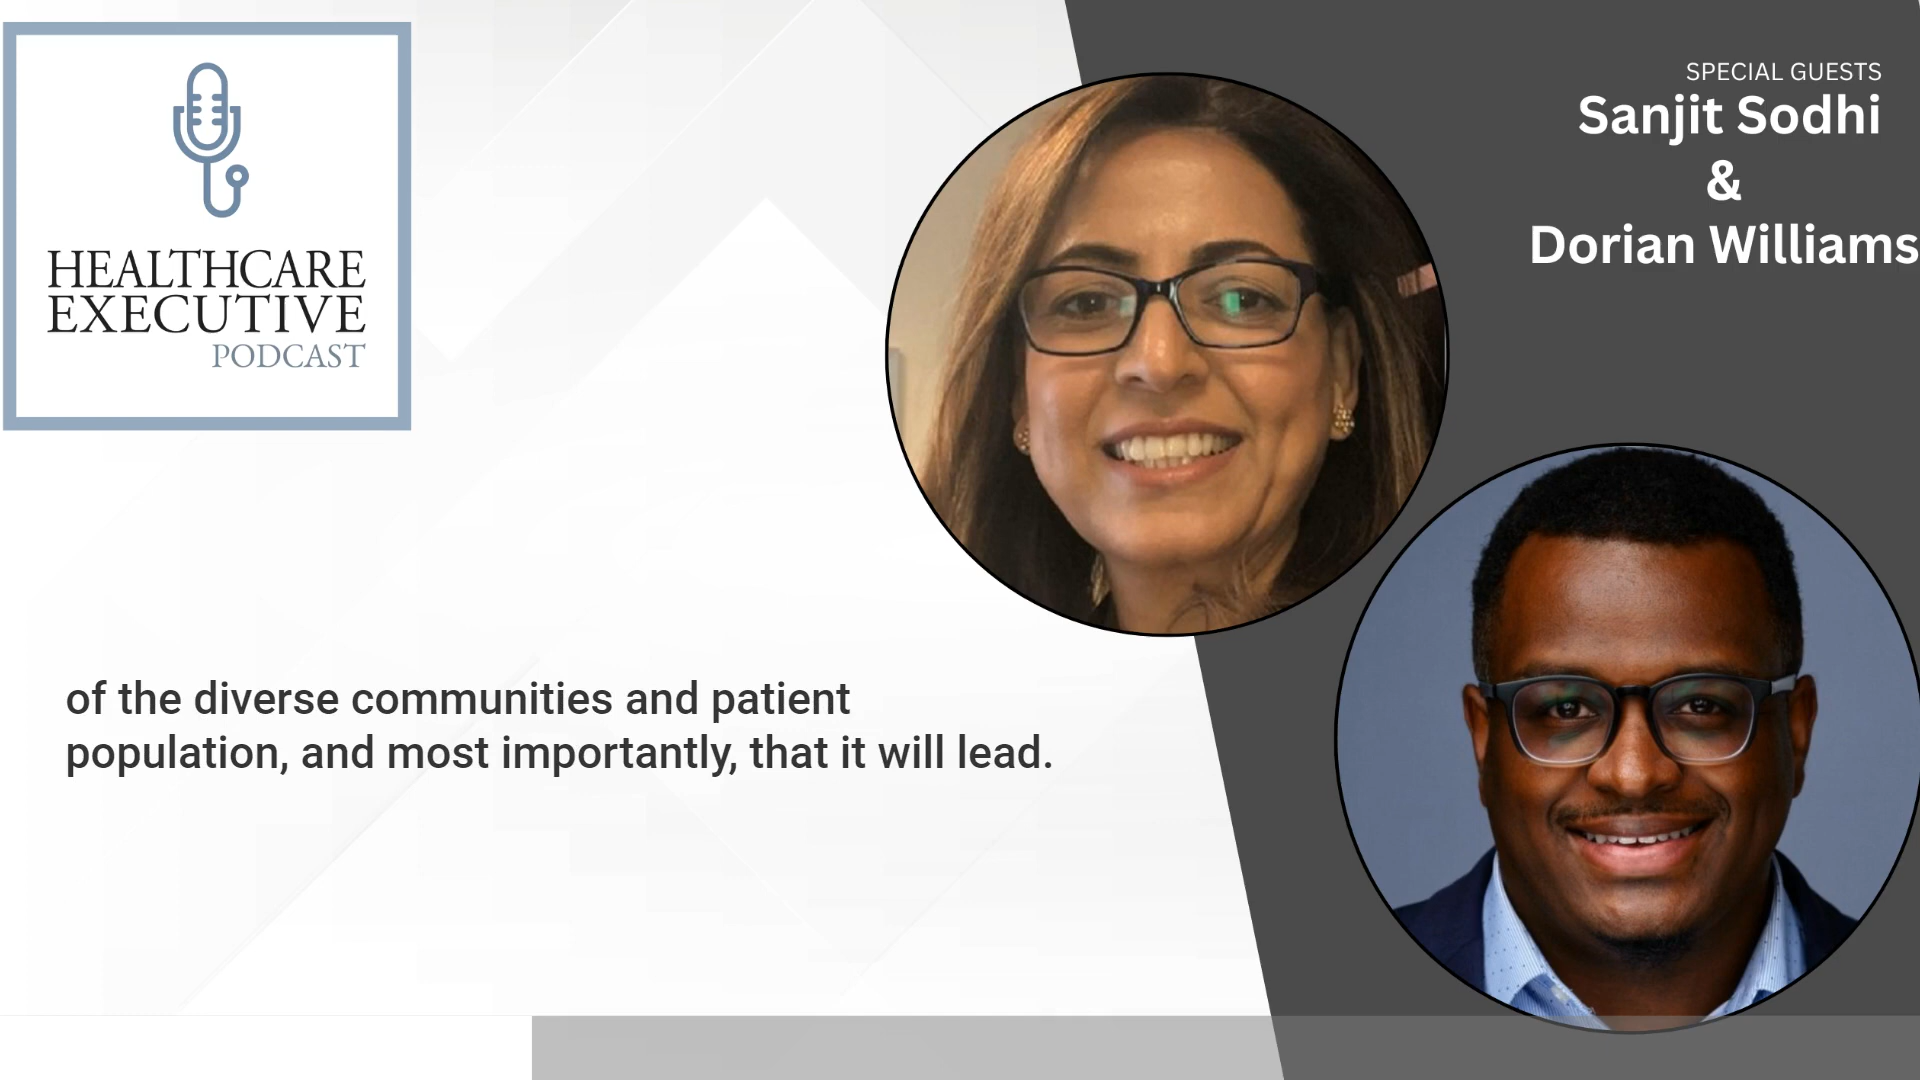 HEALTHCARE
EXECUTIVE
PODCAST
SPECIAL GUESTS
Sanjit Sodhi
&
Dorian Williams
of the diverse communities and patient
population, and most importantly, that it will lead.